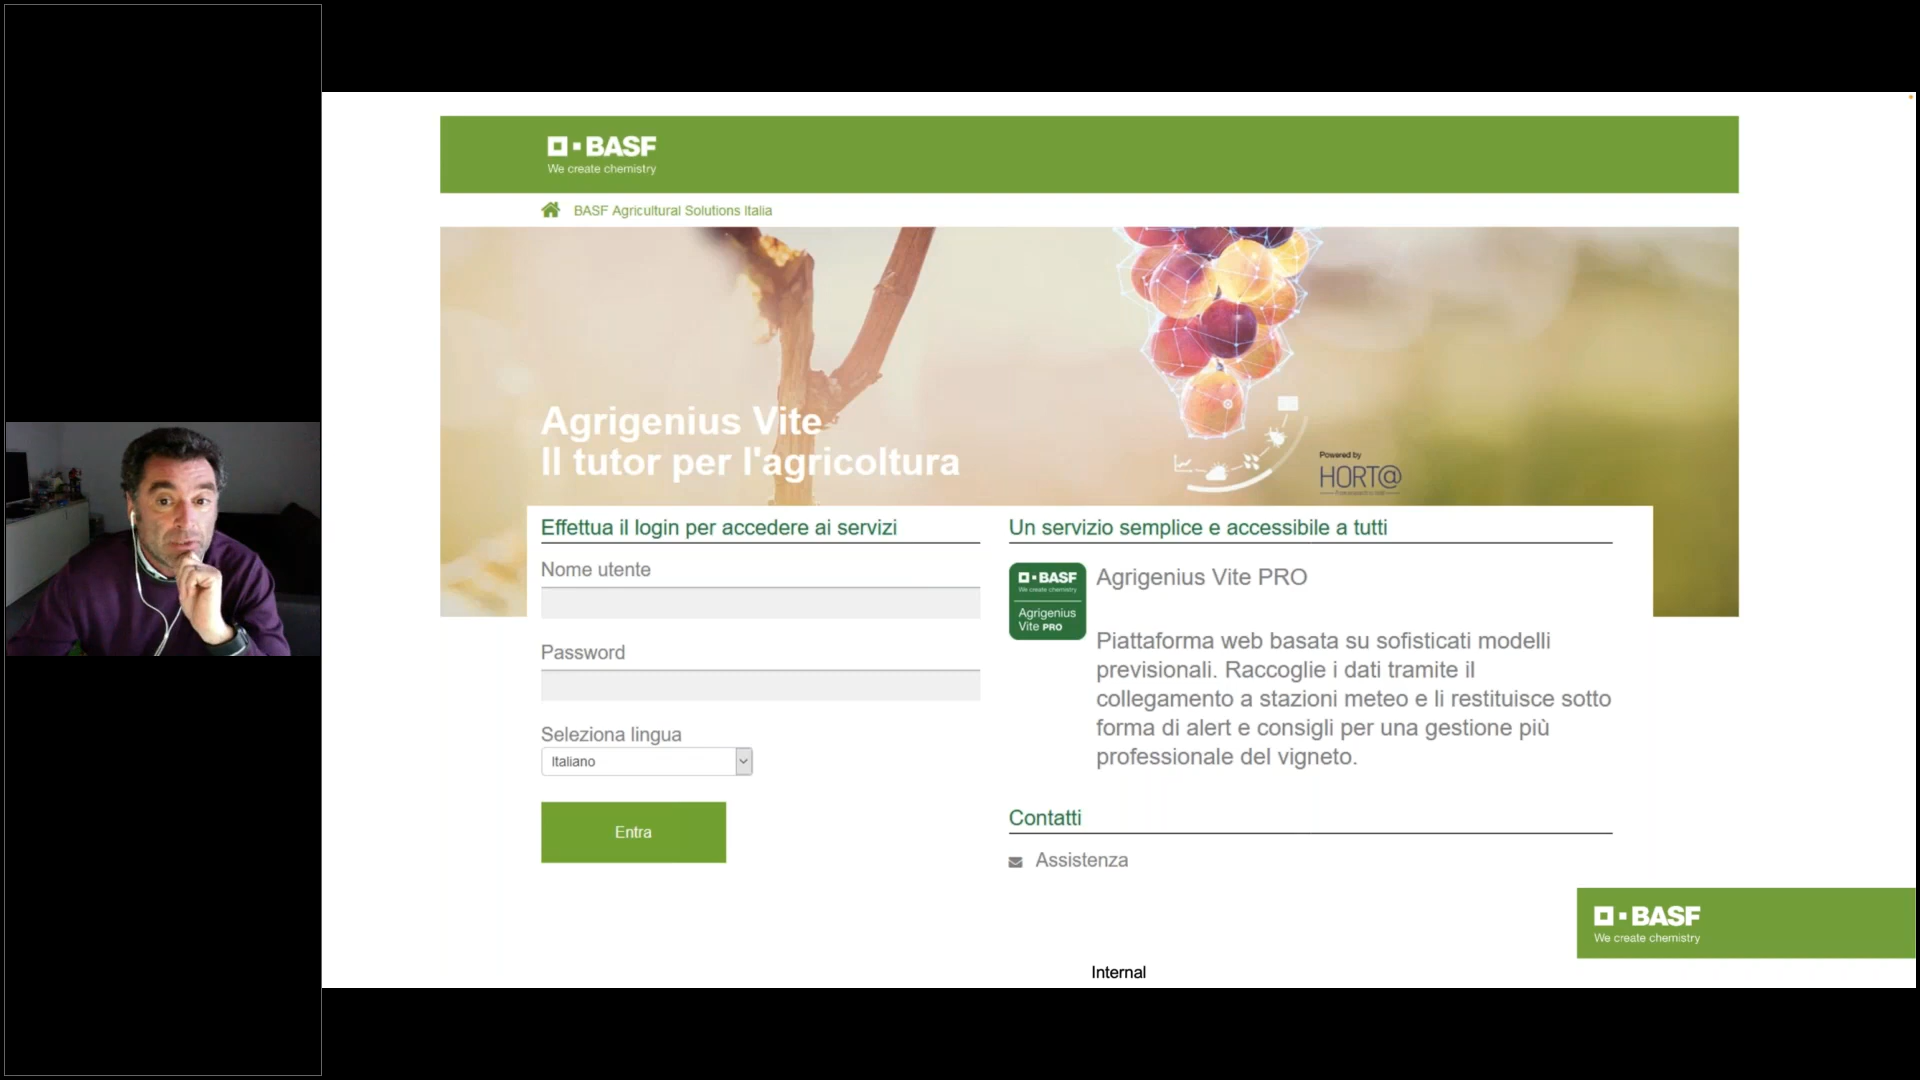 BASF
We create chemistry
BASF Agricultural Solutions Italia
Agrigenius Vite
Il tutor per l'agricoltura
Powered by
HORT@
Effettua il login per accedere ai servizi
Nome utente
Password
Seleziona lingua
Italiano
Entra
Un servizio semplice e accessibile a tutti
BASF
We create chemistry
Agrigenius
Vite PRO
Agrigenius Vite PRO
Piattaforma web basata su sofisticati modelli
previsionali. Raccoglie i dati tramite il
collegamento a stazioni meteo e li restituisce sotto
forma di alert e consigli per una gestione più
professionale del vigneto.
Contatti
Assistenza
BASF
We create chemistry
Internal